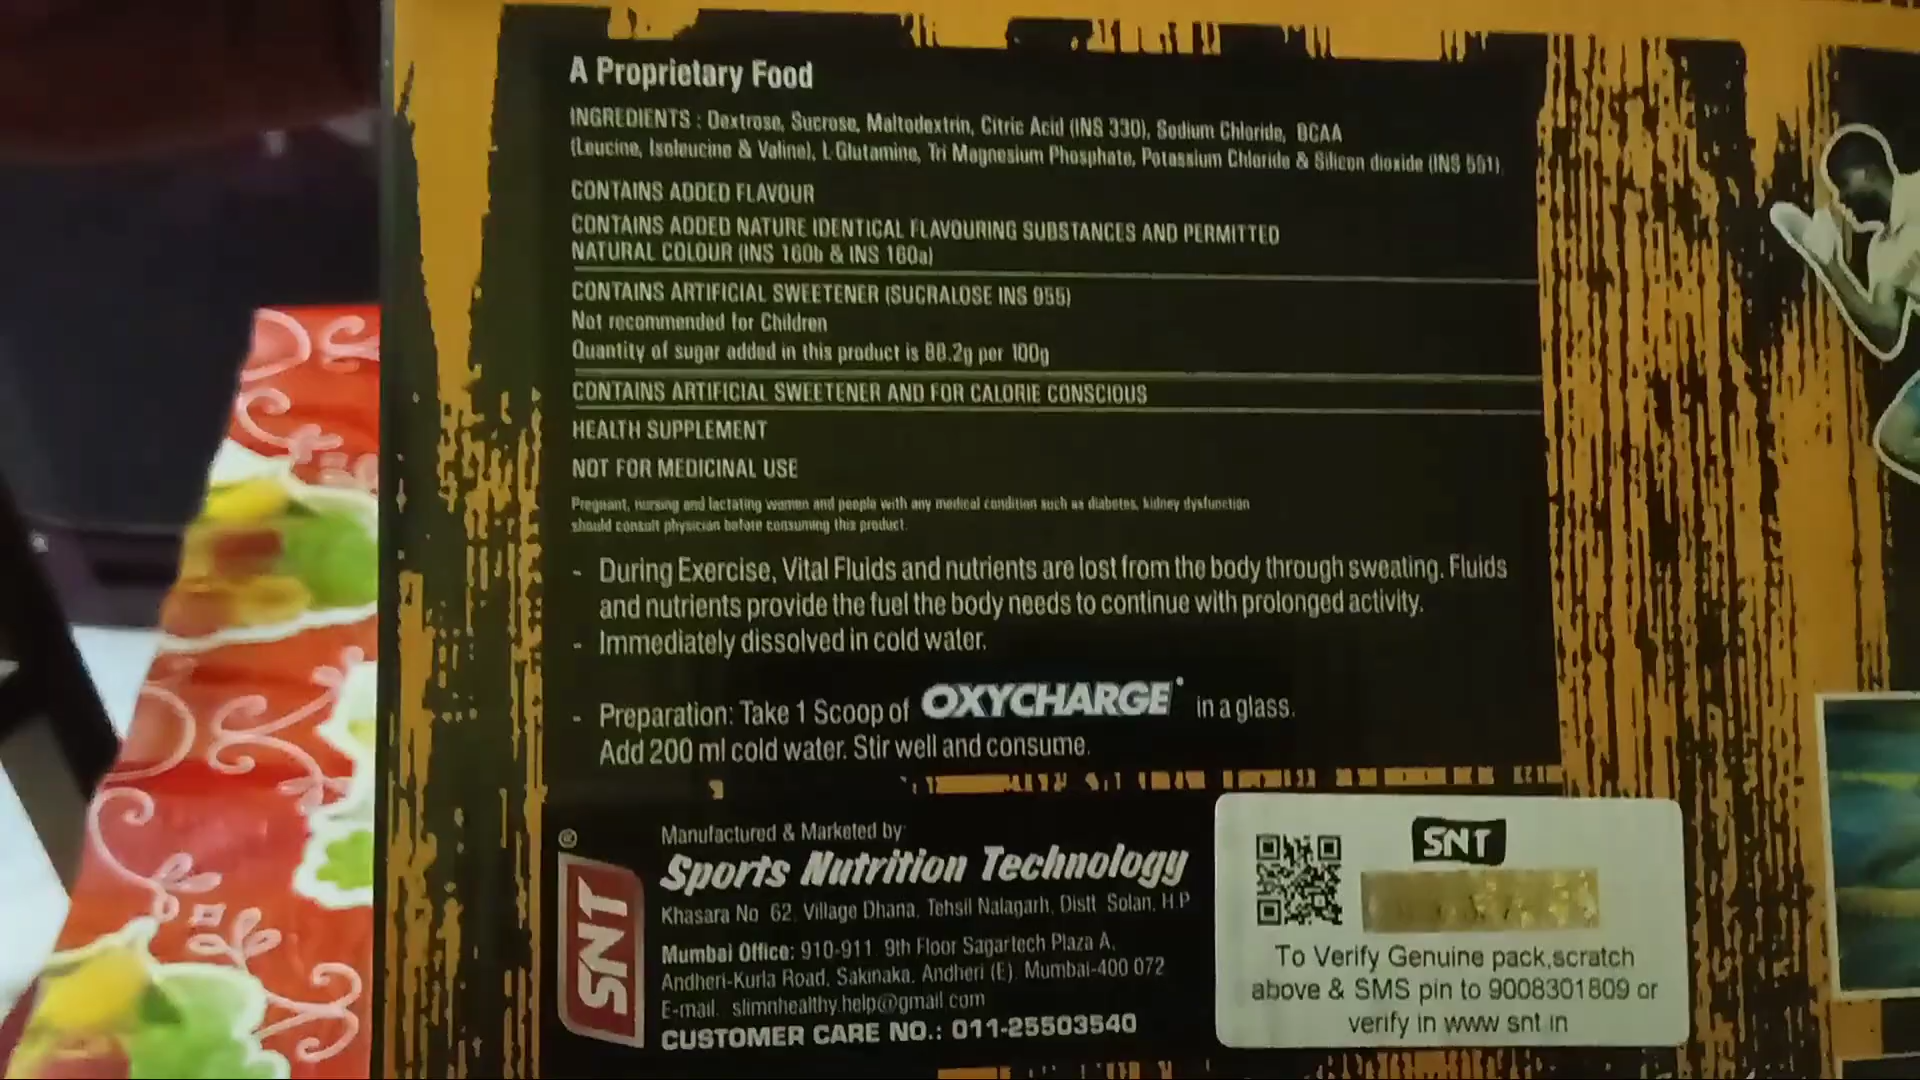 A Proprietary Food
INGREDIENTS : Dextrose, Sucrose, Maltodextrin, Citric Acid (INS 330), Sodium Chloride, BCAA
(Leucine, Isoleucine & Valine), L-Glutamine, Tri Magnesium Phosphate, Potassium Chloride & Silicon dioxide (INS 551).
CONTAINS ADDED FLAVOUR
CONTAINS ADDED NATURE IDENTICAL FLAVOURING SUBSTANCES AND PERMITTED
NATURAL COLOUR (INS 160b & INS 160a)
CONTAINS ARTIFICIAL SWEETENER (SUCRALOSE INS 955)
Not recommended for Children
Quantity of sugar added in this product is 88.2g per 100g
CONTAINS ARTIFICIAL SWEETENER AND FOR CALORIE CONSCIOUS
HEALTH SUPPLEMENT
NOT FOR MEDICINAL USE
Pregnant, nursing and lactating women and people with any medical condition such as diabetes, kidney dysfunction
should consult physician before consuming this product.
- During Exercise, Vital Fluids and nutrients are lost from the body through sweating. Fluids
and nutrients provide the fuel the body needs to continue with prolonged activity.
- Immediately dissolved in cold water.
- Preparation: Take 1 Scoop of OXYCHARGE in a glass.
Add 200 ml cold water. Stir well and consume.
SNT ®
Manufactured & Marketed by:
Sports Nutrition Technology
Khasara No. 62, Village Dhana, Tehsil Nalagarh, Distt. Solan, H.P
Mumbai Office: 910-911, 9th Floor Sagartech Plaza A,
Andheri-Kurla Road, Sakinaka, Andheri (E), Mumbai-400 072
E-mail. slimnhealthy.help@gmail.com
CUSTOMER CARE NO.: 011-25503540
SNT
To Verify Genuine pack,scratch
above & SMS pin to 9008301809 or
verify in www.snt.in